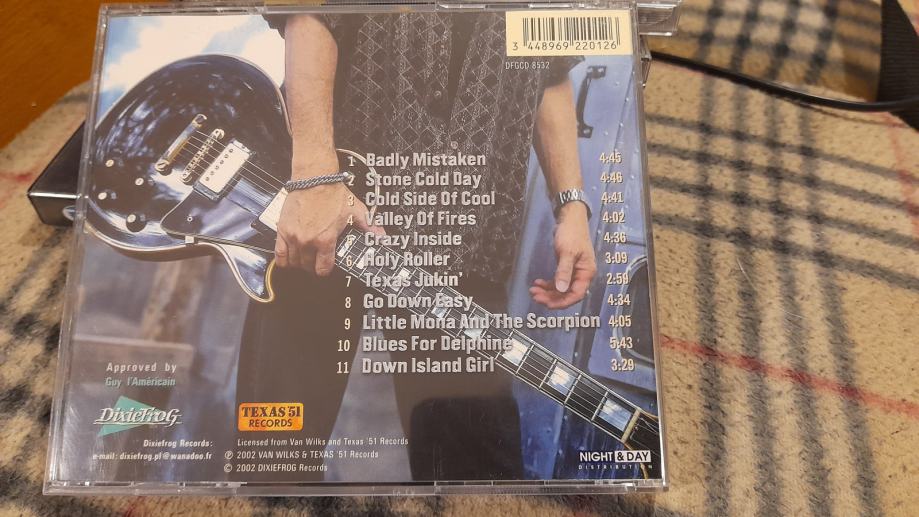 3 448969 220126
DFGCD 8532
1 Badly Mistaken 4:45
2 Stone Cold Day 4:46
3 Cold Side Of Cool 4:41
4 Valley Of Fires 4:02
5 Crazy Inside 4:36
6 Holy Roller 3:09
7 Texas Jukin' 2:59
8 Go Down Easy 4:34
9 Little Mona And The Scorpion 4:05
10 Blues For Delphine 5:43
11 Down Island Girl 3:29
Approved by
Guy l'Américain
DixieFrog
Dixiefrog Records:
e-mail: dixiefrog.pl@wanadoo.fr
TEXAS '51
RECORDS
Licensed from Van Wilks and Texas '51 Records
℗ 2002 VAN WILKS & TEXAS '51 RECORDS
© 2002 DIXIEFROG Records
NIGHT & DAY
DISTRIBUTION